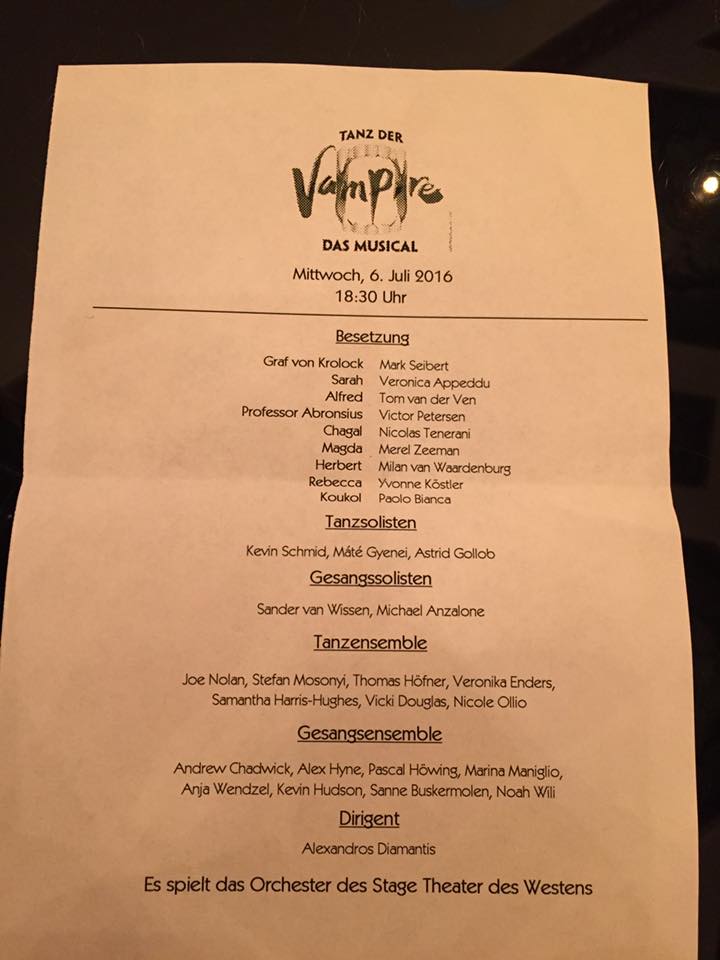 TANZ DER
Vampire
DAS MUSICAL
Mittwoch, 6. Juli 2016
18:30 Uhr
Besetzung
Graf von Krolock Mark Seibert
Sarah Veronica Appeddu
Alfred Tom van der Ven
Professor Abronsius Victor Petersen
Chagal Nicolas Tenerani
Magda Merel Zeeman
Herbert Milan van Waardenburg
Rebecca Yvonne Köstler
Koukol Paolo Bianca
Tanzsolisten
Kevin Schmid, Máté Gyenei, Astrid Gollob
Gesangssolisten
Sander van Wissen, Michael Anzalone
Tanzensemble
Joe Nolan, Stefan Mosonyi, Thomas Höfner, Veronika Enders,
Samantha Harris-Hughes, Vicki Douglas, Nicole Ollio
Gesangsensemble
Andrew Chadwick, Alex Hyne, Pascal Höwing, Marina Maniglio,
Anja Wendzel, Kevin Hudson, Sanne Buskermolen, Noah Wili
Dirigent
Alexandros Diamantis
Es spielt das Orchester des Stage Theater des Westens